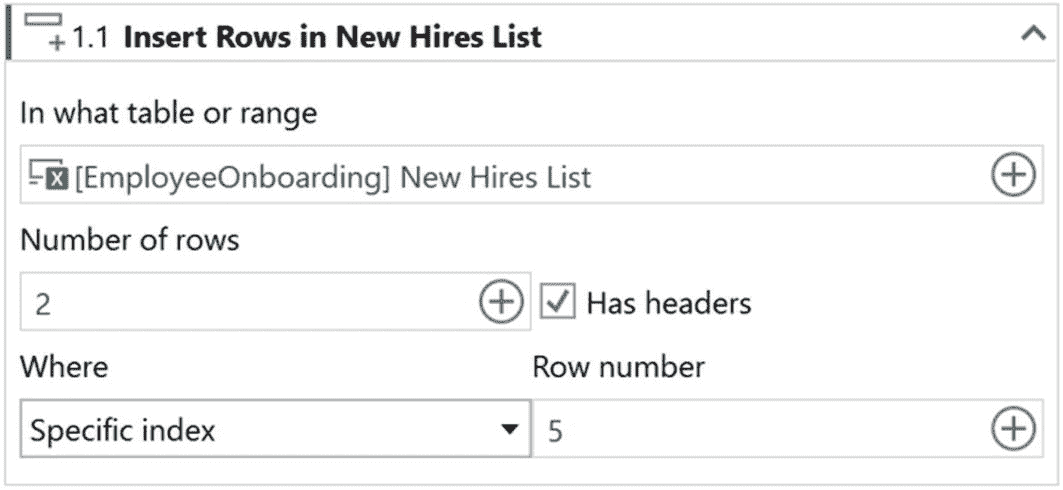 1.1 Insert Rows in New Hires List
In what table or range
[EmployeeOnboarding] New Hires List
Number of rows
2 Has headers
Where Row number
Specific index 5